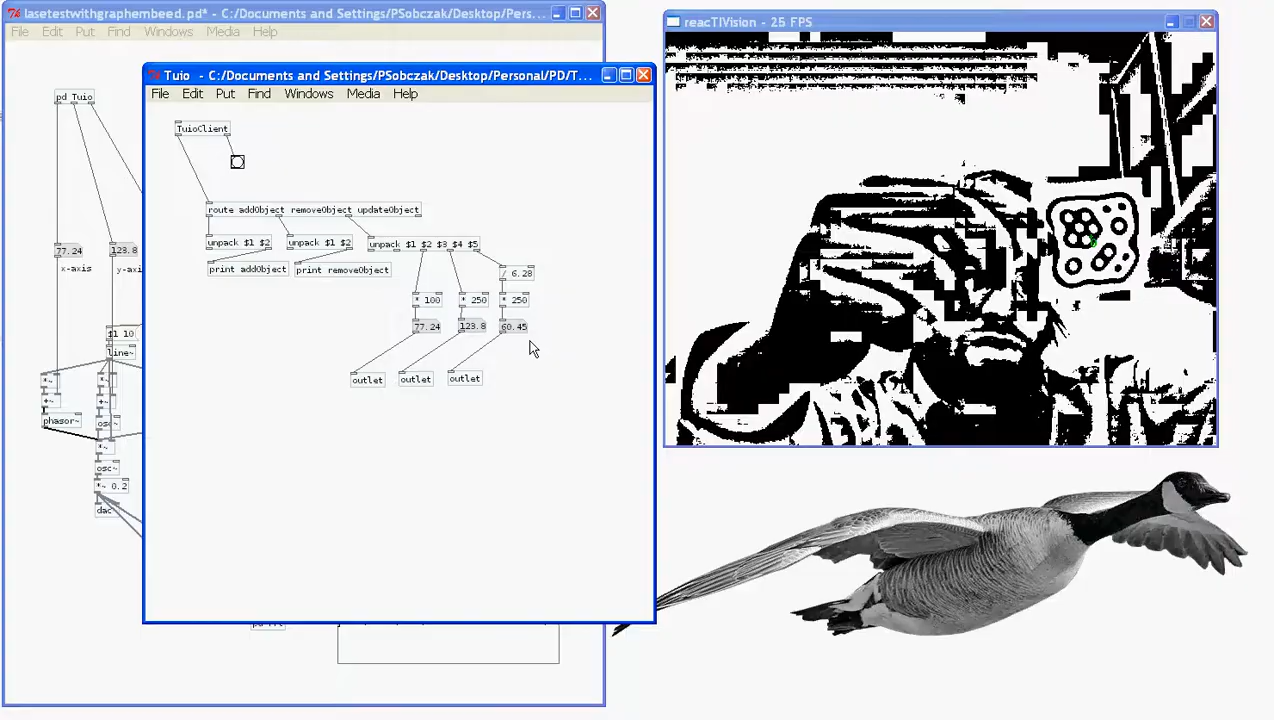 lasetestwithgraphembeed.pd* - C:/Documents and Settings/PSobczak/Desktop/Pers...
File Edit Put Find Windows Media Help
pd Tuio
77.24
123.8
x-axis
y-axi
$1 10
line~
*~
+~
phasor~
osc~
*~ 0.2
dac
Tuio - C:/Documents and Settings/PSobczak/Desktop/Personal/PD/T...
File Edit Put Find Windows Media Help
TuioClient
route addObject removeObject updateObject
unpack $1 $2
unpack $1 $2
unpack $1 $2 $3 $4 $5
print addObject
print removeObject
/ 6.28
* 100
* 250
* 250
77.24
123.8
60.45
outlet
outlet
outlet
reacTIVision - 25 FPS